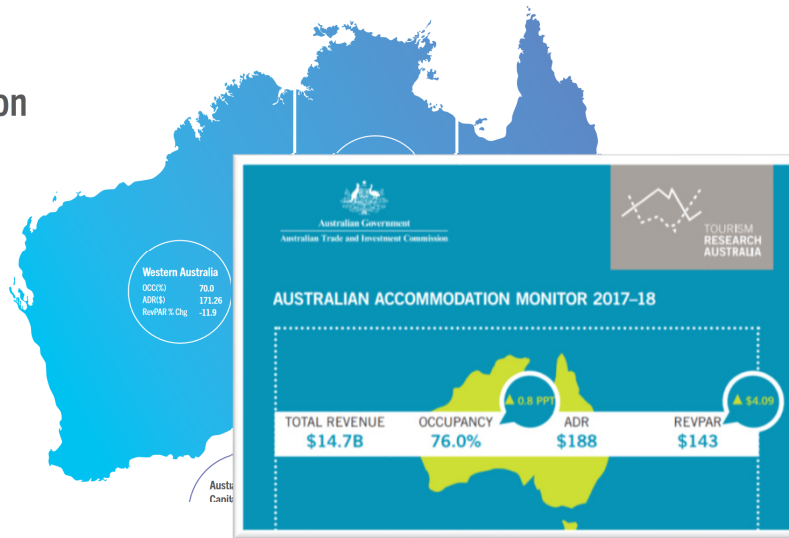 on
Western Australia
OCC(%) 70.0
ADR($) 171.26
RevPAR % Chg -11.9
Australian Government
Australian Trade and Investment Commission
TOURISM
RESEARCH
AUSTRALIA
AUSTRALIAN ACCOMMODATION MONITOR 2017–18
▲ 0.8 PPT
▲ $4.09
TOTAL REVENUE OCCUPANCY ADR REVPAR
$14.7B 76.0% $188 $143